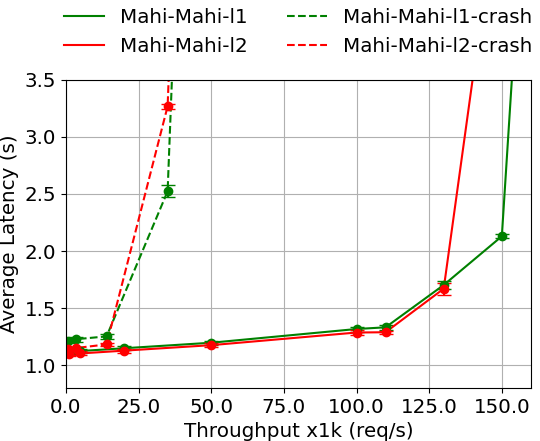 Mahi-Mahi-l1
Mahi-Mahi-l2
Mahi-Mahi-l1-crash
Mahi-Mahi-l2-crash
Average Latency (s)
3.5
3.0
2.5
2.0
1.5
1.0
0.0
25.0
50.0
75.0
100.0
125.0
150.0
Throughput x1k (req/s)